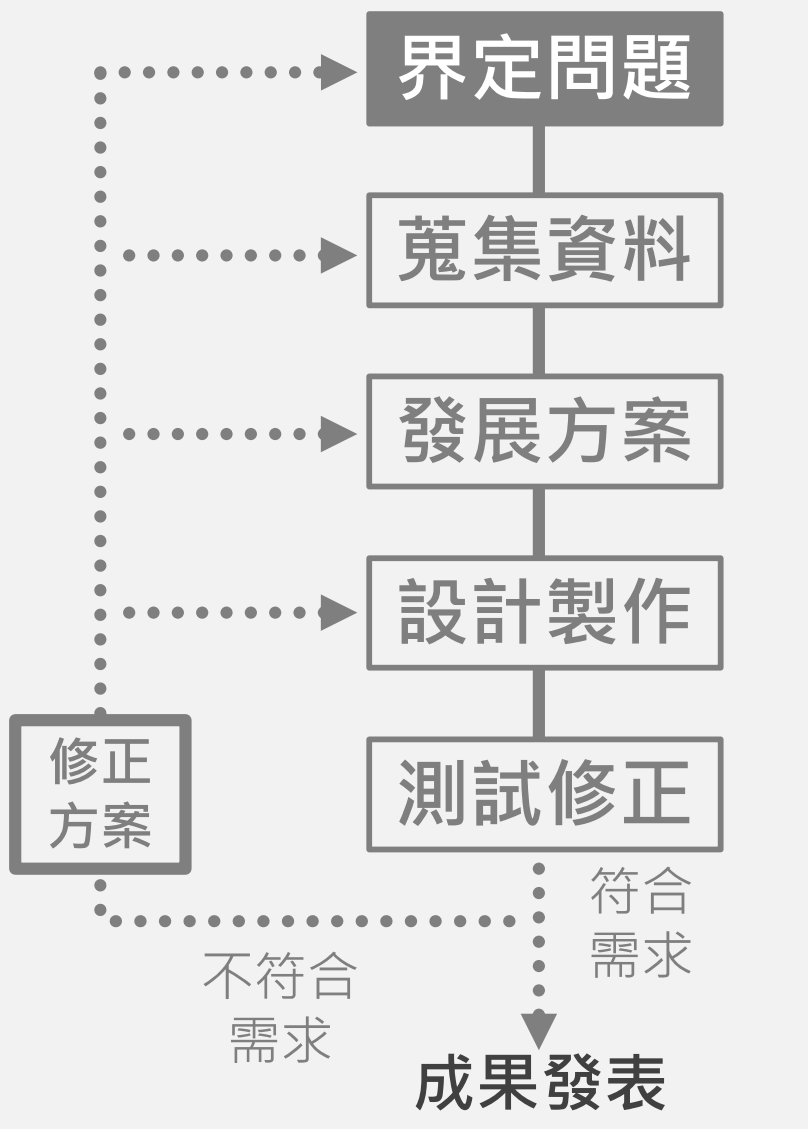 界定問題
蒐集資料
發展方案
設計製作
測試修正
修正
方案
符合
需求
不符合
需求
成果發表